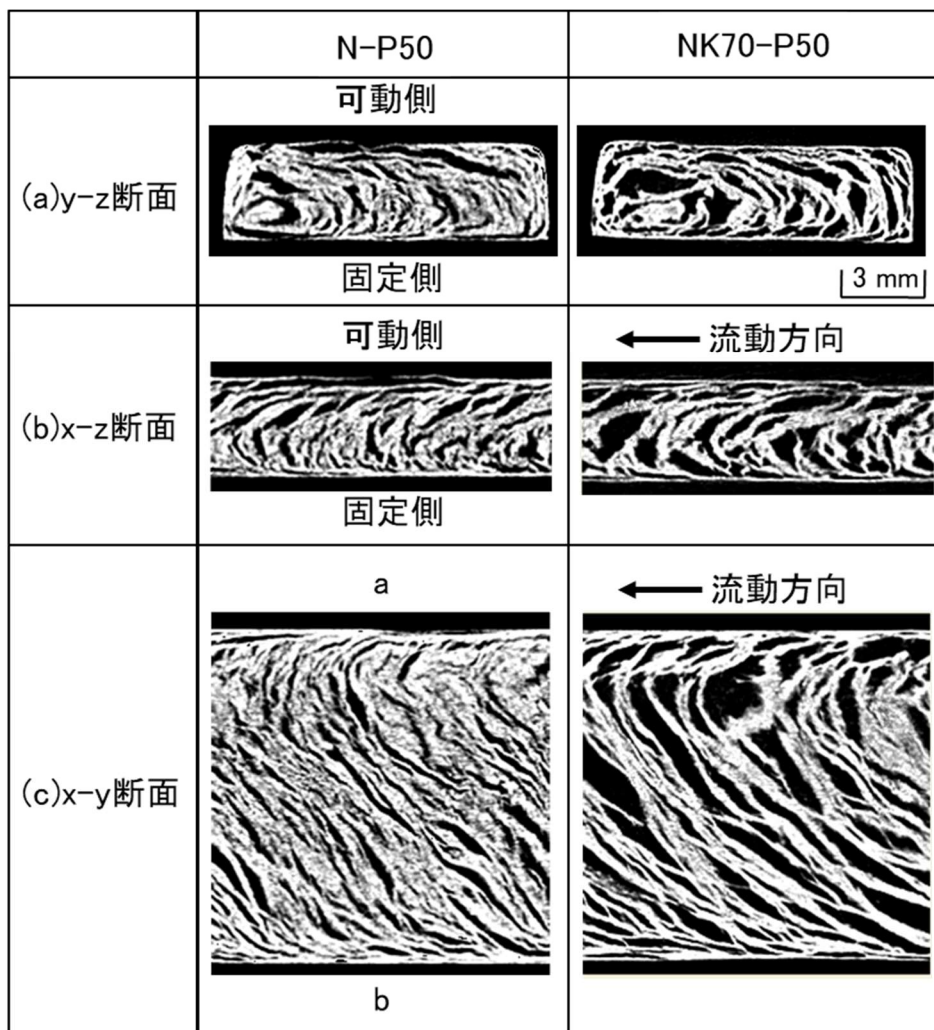 N-P50
NK70-P50
(a)y-z断面
可動側
固定側
3 mm
(b)x-z断面
可動側
固定側
流動方向
(c)x-y断面
a
b
流動方向